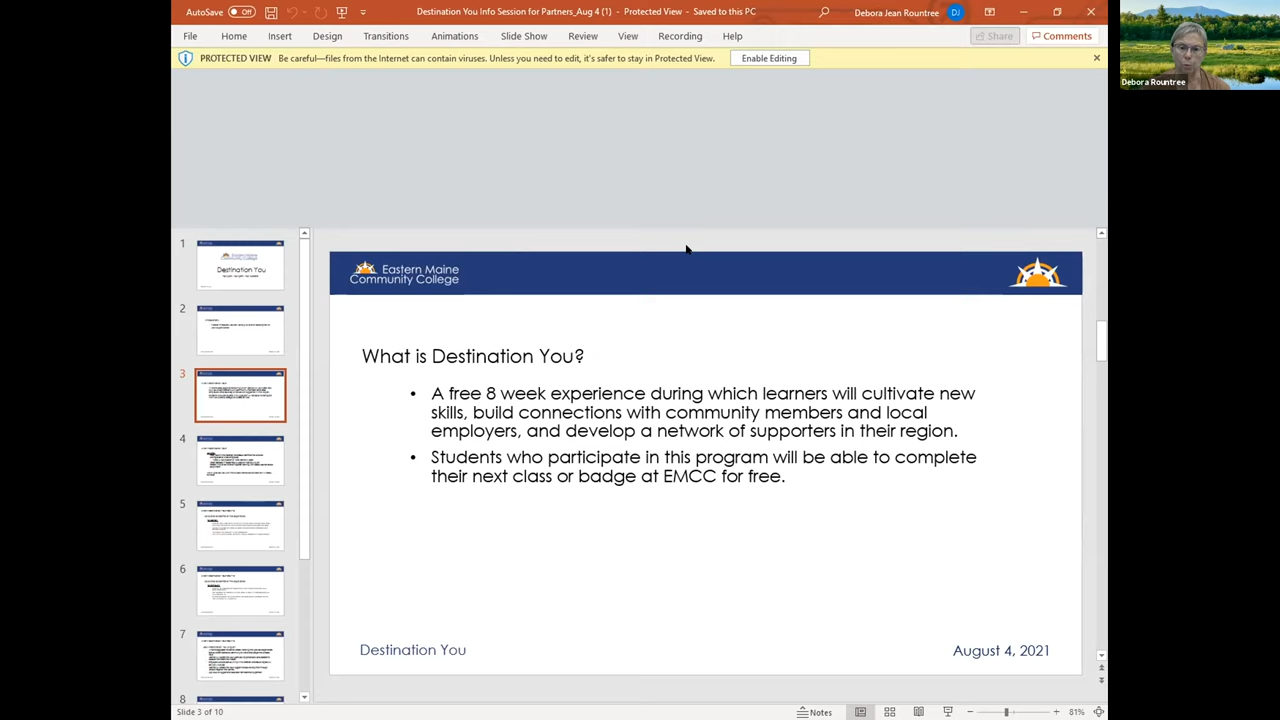 AutoSave Off
Destination You Info Session for Partners_Aug 4 (1) - Protected View - Saved to this PC
Debora Jean Rountree DJ
File Home Insert Design Transitions Animations Slide Show Review View Recording Help
Share Comments
PROTECTED VIEW Be careful—files from the Internet can contain viruses. Unless you need to edit, it's safer to stay in Protected View. Enable Editing
Debora Rountree
1
Destination You
2
3
4
5
6
7
8
Eastern Maine
Community College
What is Destination You?
• A free 8 week experience during which learners will cultivate new
skills, build connections with community members and local
employers, and develop a network of supporters in their region.
• Students who participate in this program will be able to complete
their next class or badge at EMCC for free.
Destination You August 4, 2021
Slide 3 of 10
Notes
81%